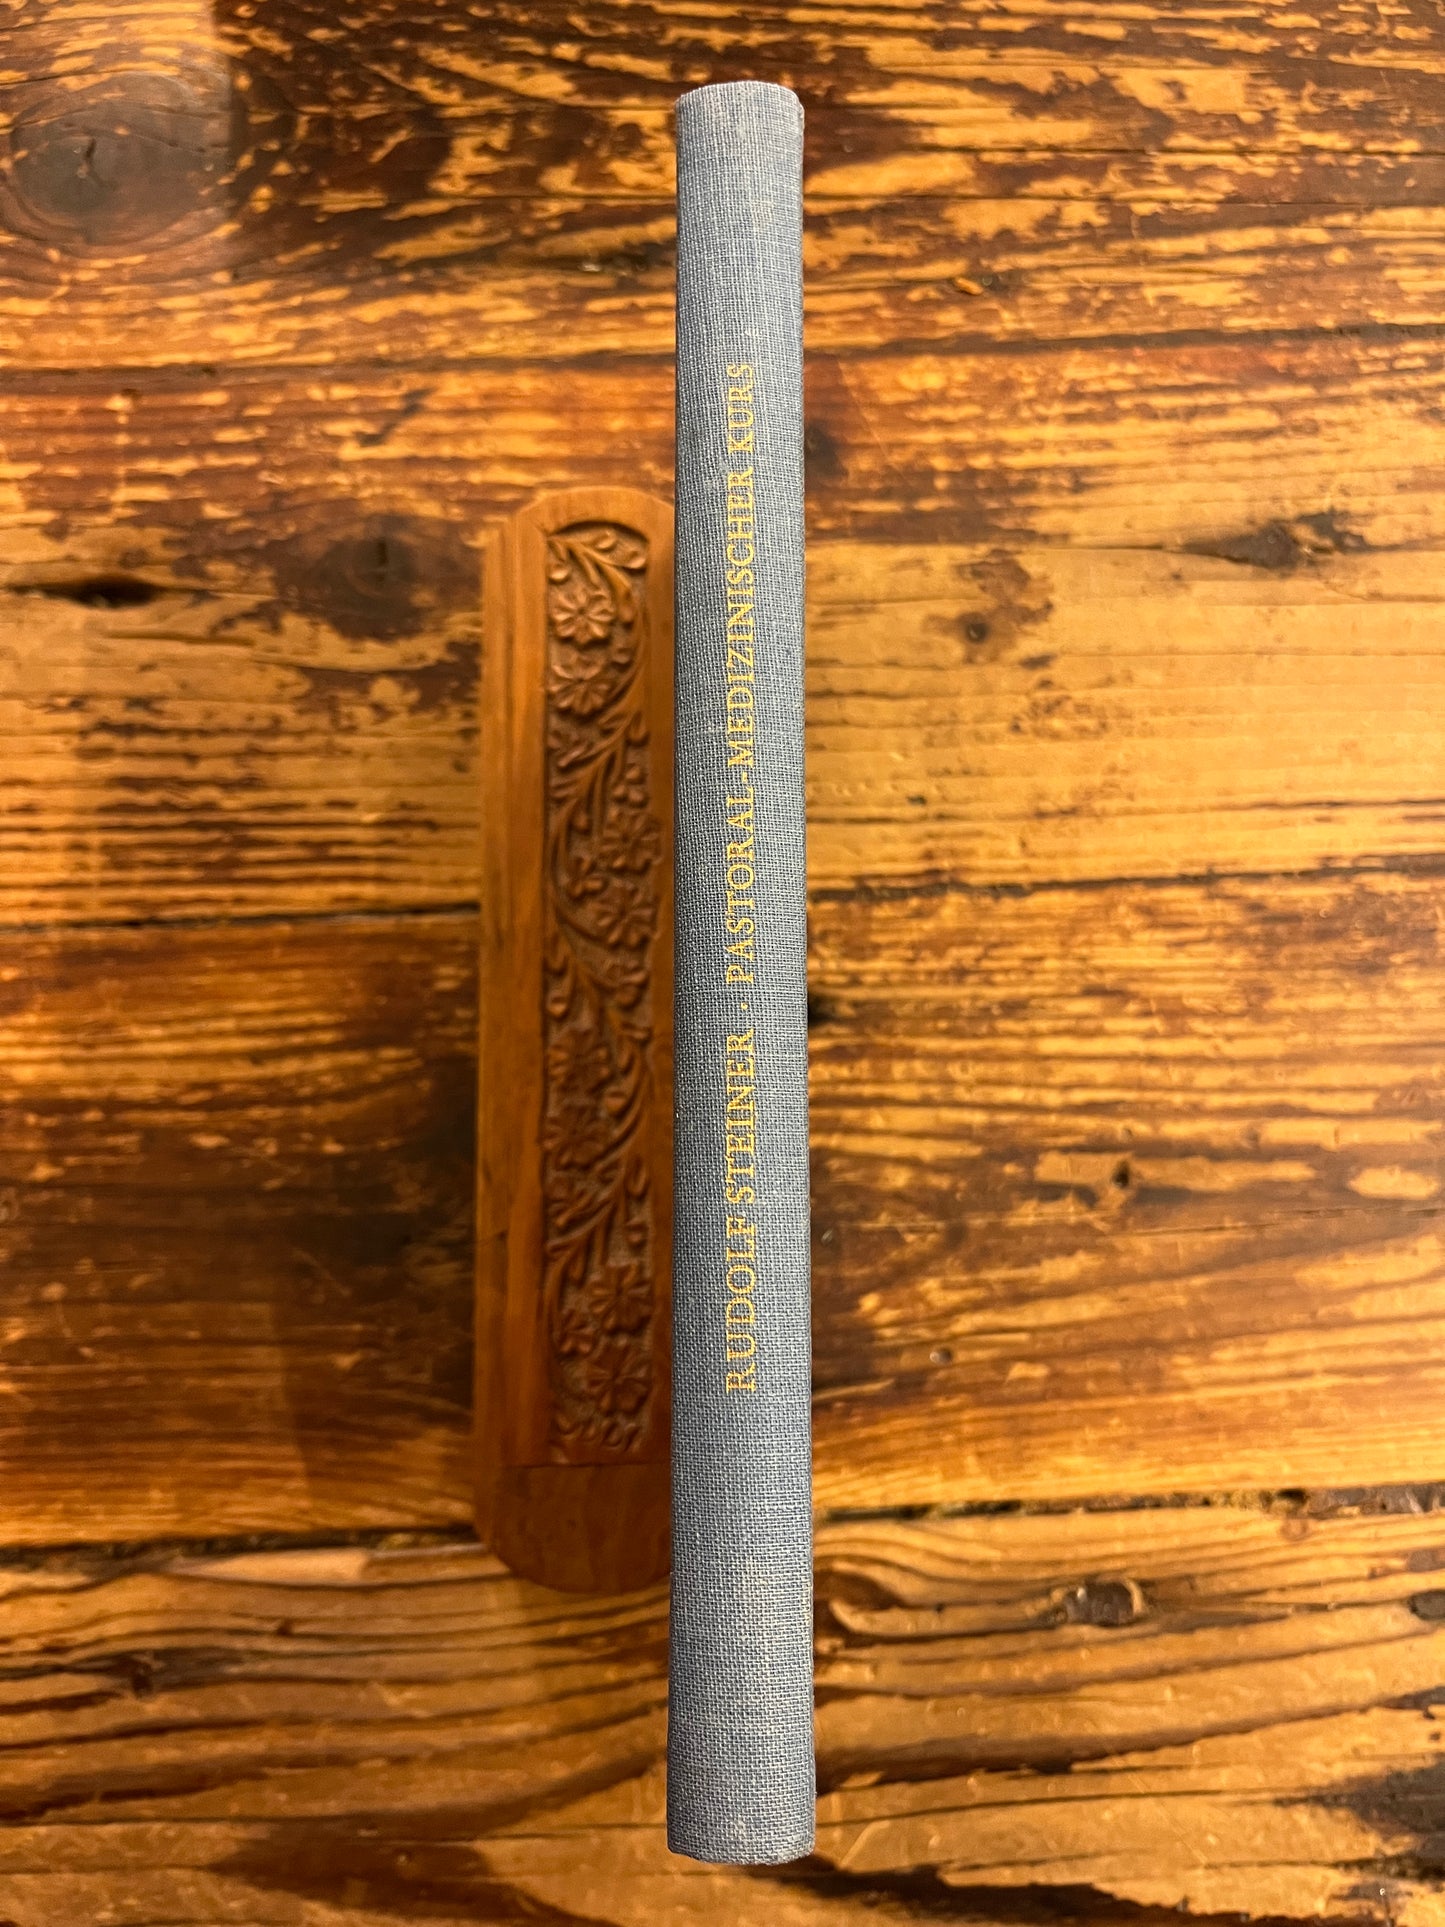 RUDOLF STEINER · PASTORAL-MEDIZINISCHER KURS